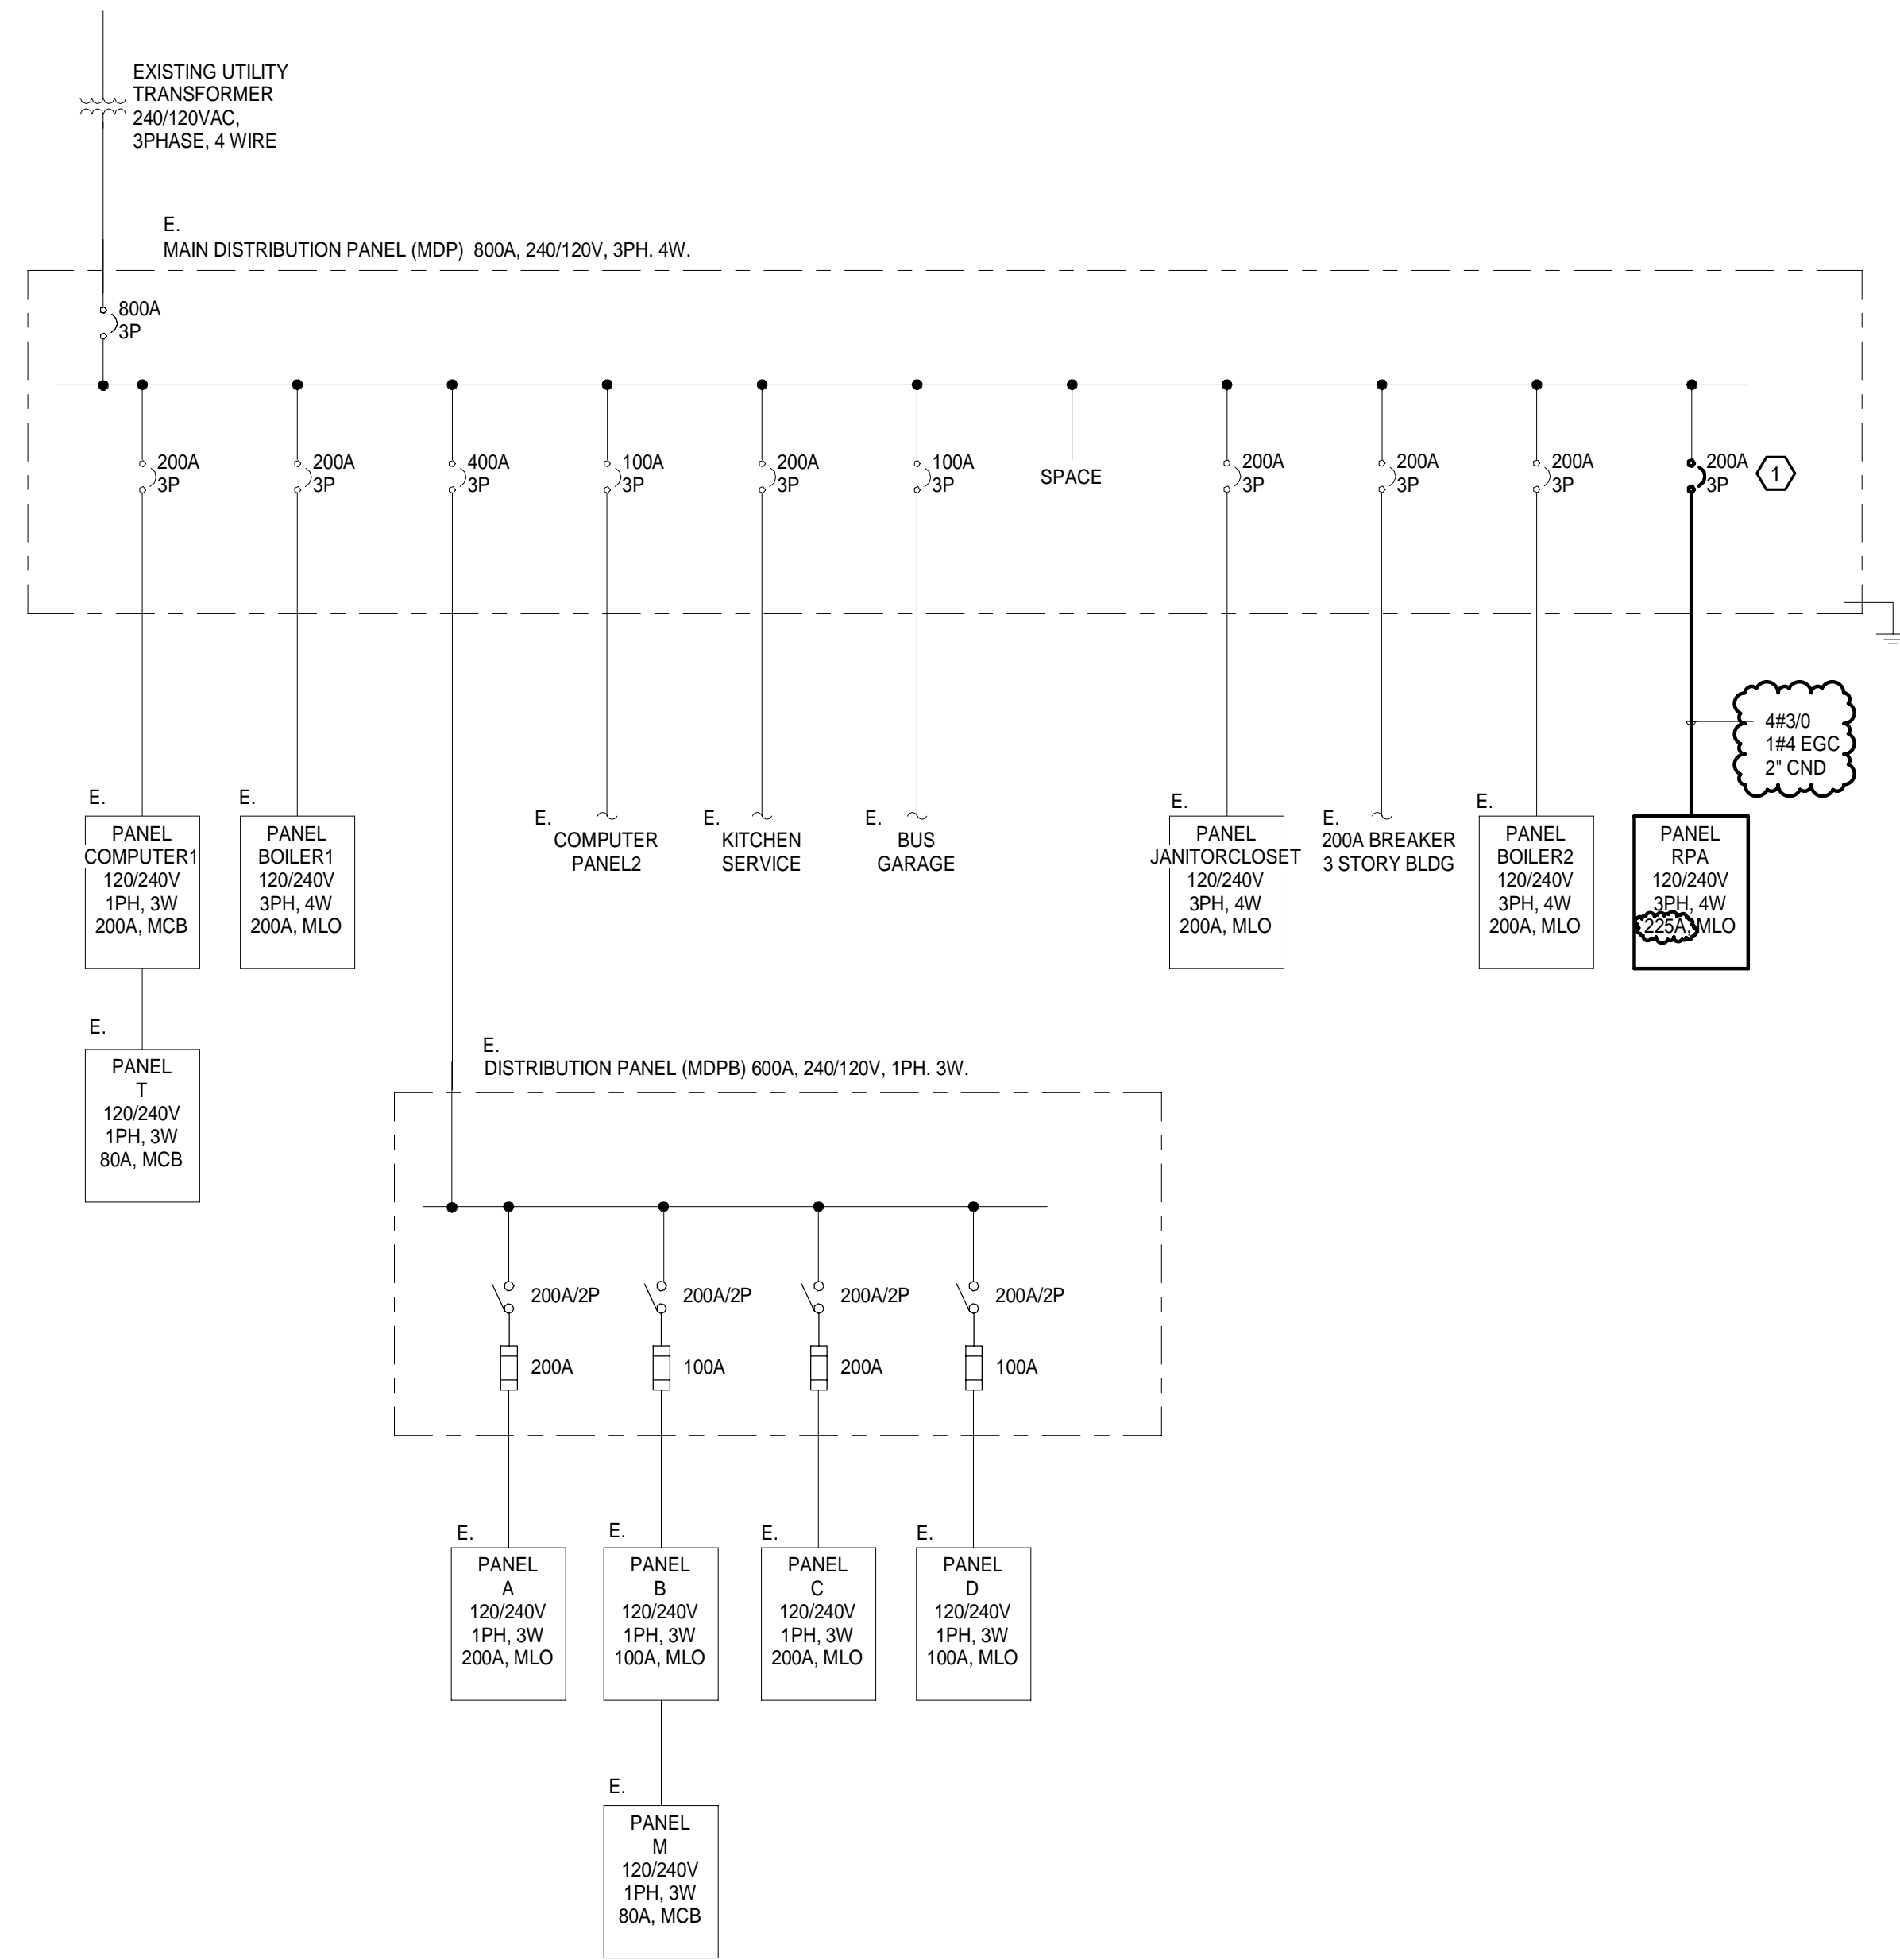 EXISTING UTILITY
TRANSFORMER
240/120VAC,
3PHASE, 4 WIRE
E.
MAIN DISTRIBUTION PANEL (MDP) 800A, 240/120V, 3PH. 4W.
800A
3P
200A
3P
200A
3P
400A
3P
100A
3P
200A
3P
100A
3P
SPACE
200A
3P
200A
3P
200A
3P
200A
3P
1
4#3/0
1#4 EGC
2" CND
E.
PANEL
COMPUTER1
120/240V
1PH, 3W
200A, MCB
E.
PANEL
BOILER1
120/240V
3PH, 4W
200A, MLO
E.
COMPUTER
PANEL2
E.
KITCHEN
SERVICE
E.
BUS
GARAGE
E.
PANEL
JANITORCLOSET
120/240V
3PH, 4W
200A, MLO
E.
200A BREAKER
3 STORY BLDG
E.
PANEL
BOILER2
120/240V
3PH, 4W
200A, MLO
PANEL
RPA
120/240V
3PH, 4W
225A, MLO
E.
PANEL
T
120/240V
1PH, 3W
80A, MCB
E.
DISTRIBUTION PANEL (MDPB) 600A, 240/120V, 1PH. 3W.
200A/2P
200A/2P
200A/2P
200A/2P
200A
100A
200A
100A
E.
PANEL
A
120/240V
1PH, 3W
200A, MLO
E.
PANEL
B
120/240V
1PH, 3W
100A, MLO
E.
PANEL
C
120/240V
1PH, 3W
200A, MLO
E.
PANEL
D
120/240V
1PH, 3W
100A, MLO
E.
PANEL
M
120/240V
1PH, 3W
80A, MCB